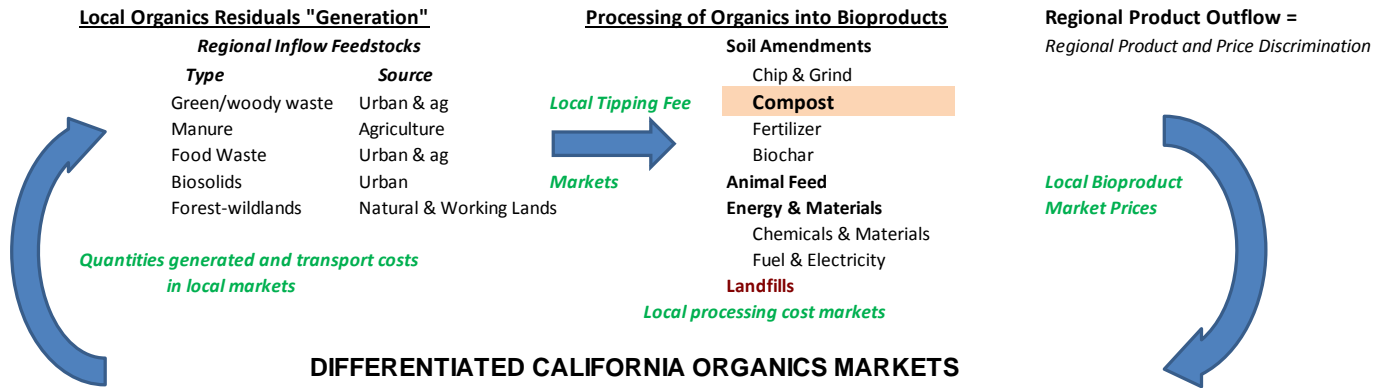 Local Organics Residuals "Generation"
Regional Inflow Feedstocks
Type Source
Green/woody waste Urban & ag
Manure Agriculture
Food Waste Urban & ag
Biosolids Urban
Forest-wildlands Natural & Working Lands
Quantities generated and transport costs
in local markets
Local Tipping Fee
Markets
Processing of Organics into Bioproducts
Soil Amendments
Chip & Grind
Compost
Fertilizer
Biochar
Animal Feed
Energy & Materials
Chemicals & Materials
Fuel & Electricity
Landfills
Local processing cost markets
Regional Product Outflow =
Regional Product and Price Discrimination
Local Bioproduct
Market Prices
DIFFERENTIATED CALIFORNIA ORGANICS MARKETS